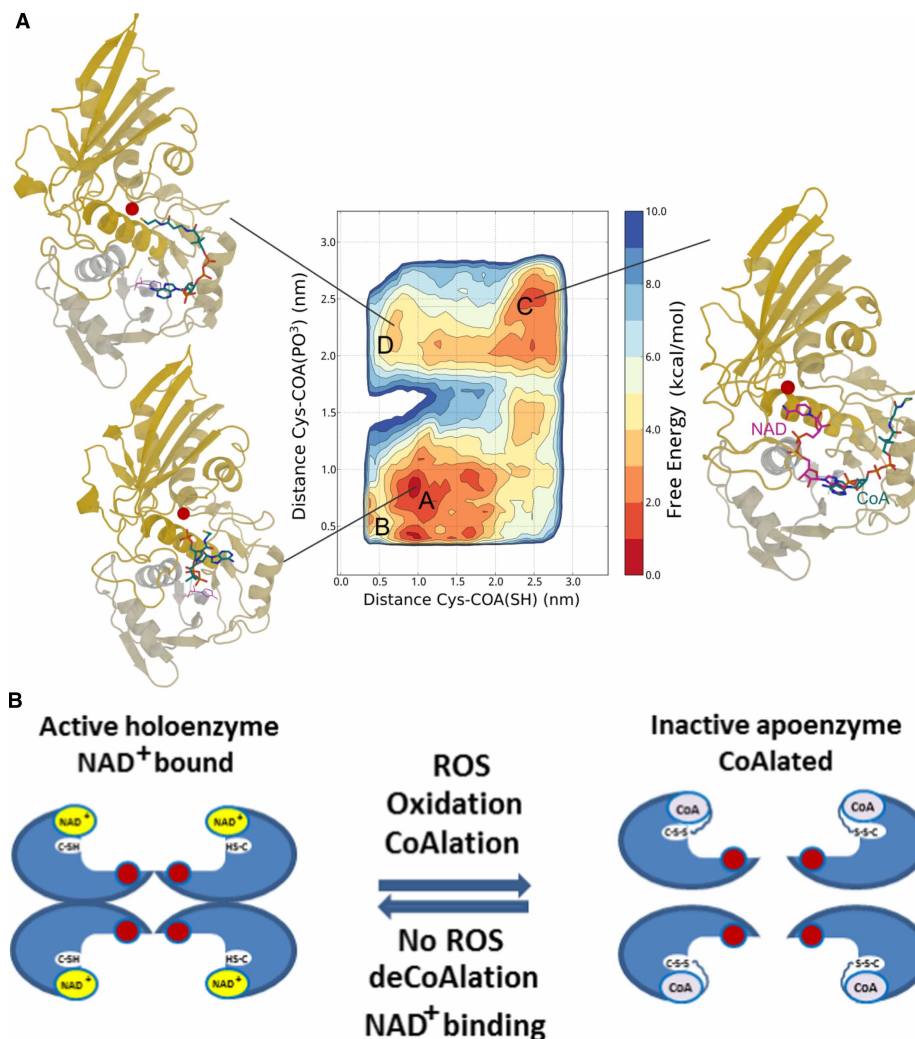 A
3.0
2.5
2.0
1.5
1.0
0.5
Distance Cys-COA(PO³) (nm)
0.0 0.5 1.0 1.5 2.0 2.5 3.0
Distance Cys-COA(SH) (nm)
C
D
A
B
10.0
8.0
6.0
4.0
2.0
0.0
Free Energy (kcal/mol)
NAD
CoA
B
Active holoenzyme
NAD⁺ bound
NAD⁺ NAD⁺
C-SH HS-C
C-SH HS-C
NAD⁺ NAD⁺
ROS
Oxidation
CoAlation
No ROS
deCoAlation
NAD⁺ binding
Inactive apoenzyme
CoAlated
CoA CoA
C-S-S S-S-C
C-S-S S-S-C
CoA CoA